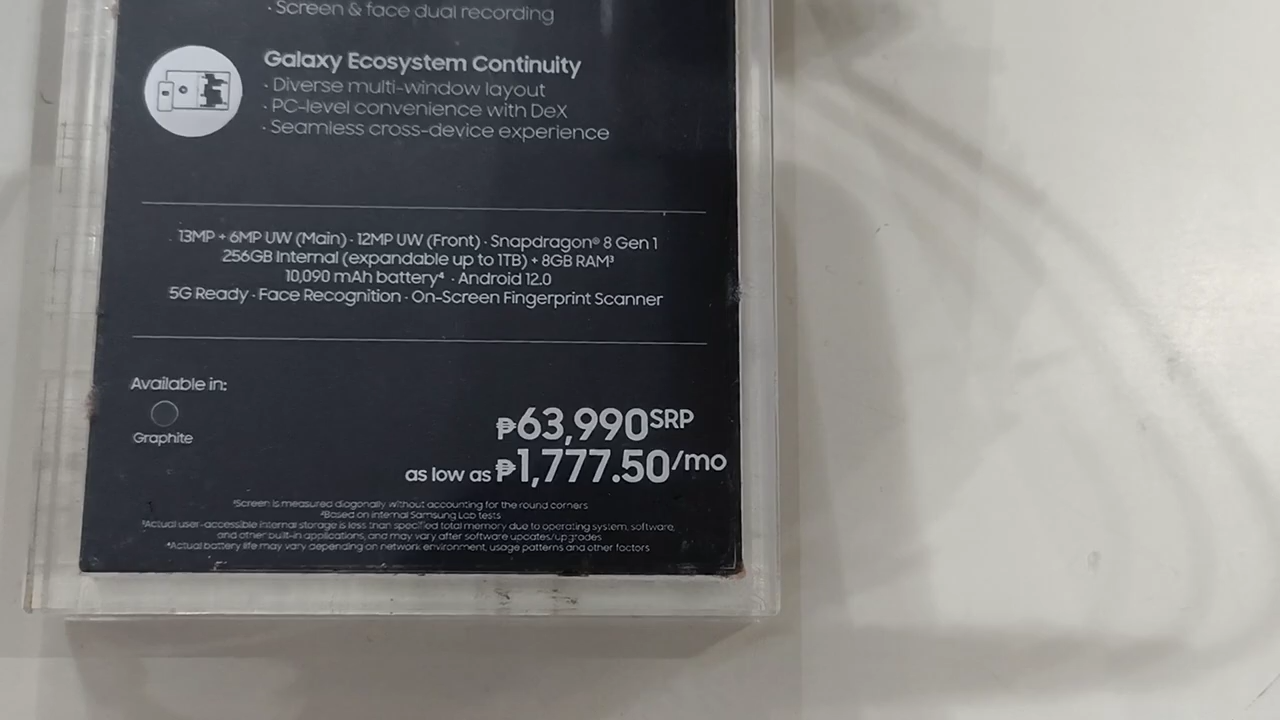 · Screen & face dual recording
Galaxy Ecosystem Continuity
· Diverse multi-window layout
· PC-level convenience with DeX
· Seamless cross-device experience
13MP + 6MP UW (Main) · 12MP UW (Front) · Snapdragon® 8 Gen 1
256GB Internal (expandable up to 1TB) + 8GB RAM³
10,090 mAh battery⁴ · Android 12.0
5G Ready · Face Recognition · On-Screen Fingerprint Scanner
Available in:
Graphite
₱63,990 SRP
as low as ₱1,777.50/mo
¹Screen is measured diagonally without accounting for the round corners
²Based on internal Samsung Lab tests
³Actual user-accessible internal storage is less than specified total memory due to operating system, software,
and other built-in applications, and may vary after software updates/upgrades
⁴Actual battery life may vary depending on network environment, usage patterns and other factors